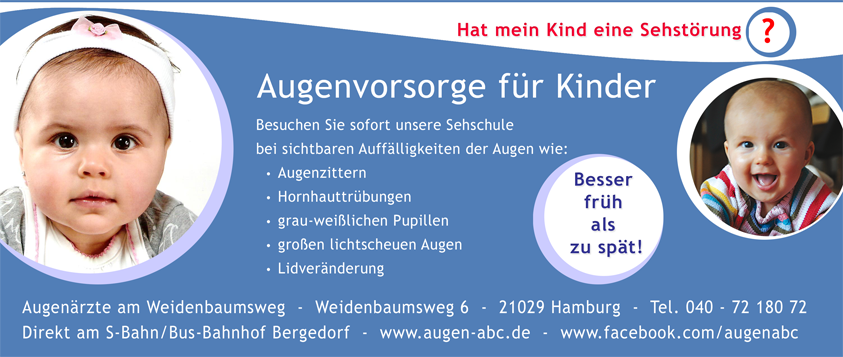 Hat mein Kind eine Sehstörung ?
Augenvorsorge für Kinder
Besuchen Sie sofort unsere Sehschule
bei sichtbaren Auffälligkeiten der Augen wie:
• Augenzittern
• Hornhauttrübungen
• grau-weißlichen Pupillen
• großen lichtscheuen Augen
• Lidveränderung
Besser
früh
als
zu spät!
Augenärzte am Weidenbaumsweg - Weidenbaumsweg 6 - 21029 Hamburg - Tel. 040 - 72 180 72
Direkt am S-Bahn/Bus-Bahnhof Bergedorf - www.augen-abc.de - www.facebook.com/augenabc